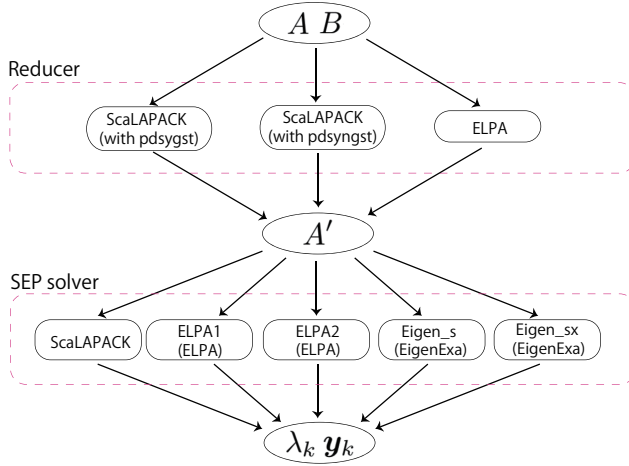 A B
Reducer
ScaLAPACK
(with pdsygst)
ScaLAPACK
(with pdsyngst)
ELPA
A′
SEP solver
ScaLAPACK
ELPA1
(ELPA)
ELPA2
(ELPA)
Eigen_s
(EigenExa)
Eigen_sx
(EigenExa)
λₖ 𝒚ₖ